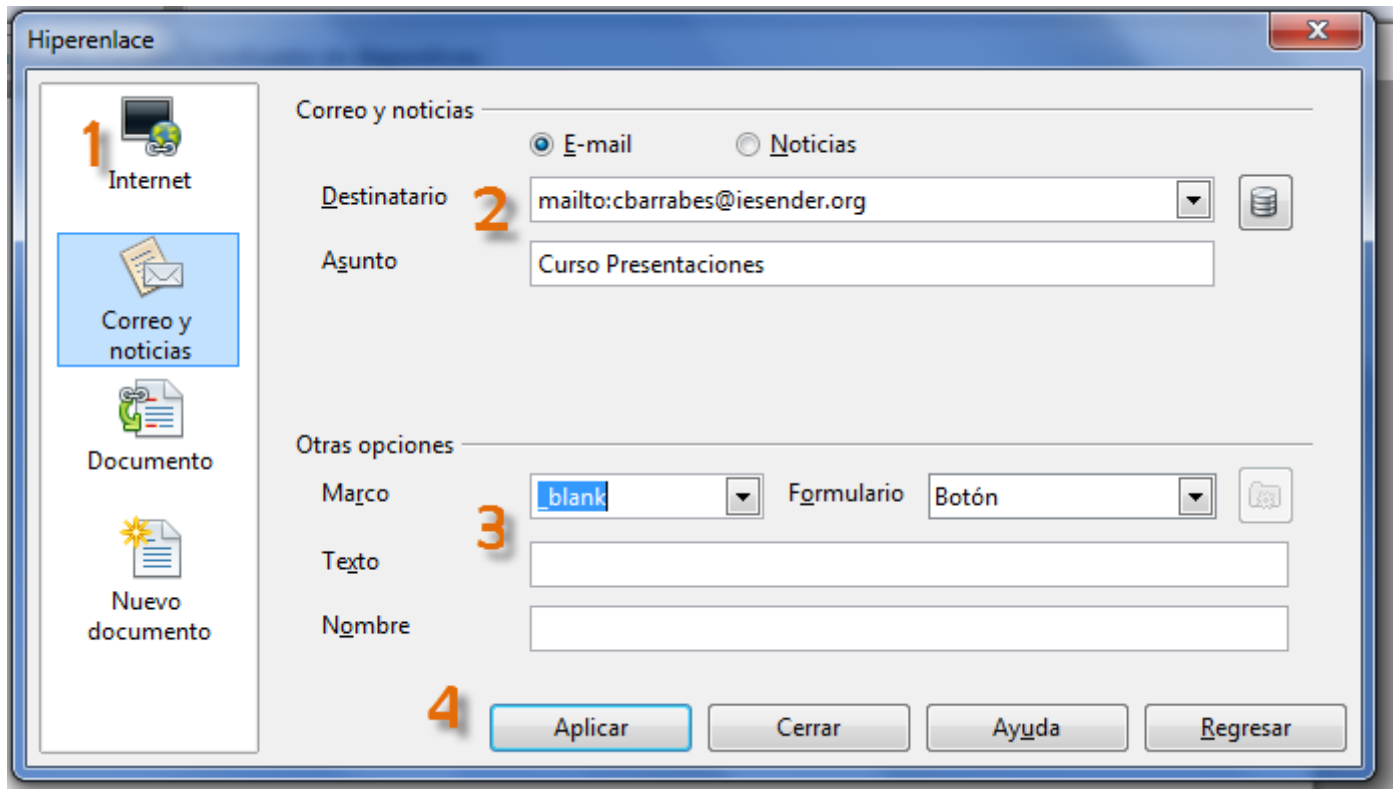 Hiperenlace
1
Internet
Correo y
noticias
Documento
Nuevo
documento
Correo y noticias
E-mail
Noticias
Destinatario
2
mailto:cbarrabes@iesender.org
Asunto
Curso Presentaciones
Otras opciones
Marco
_blank
Formulario
Botón
3
Texto
Nombre
4
Aplicar
Cerrar
Ayuda
Regresar